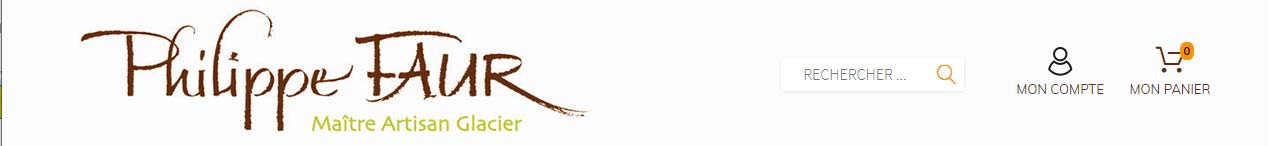 Philippe FAUR
Maître Artisan Glacier
RECHERCHER ...
0
MON COMPTE
MON PANIER